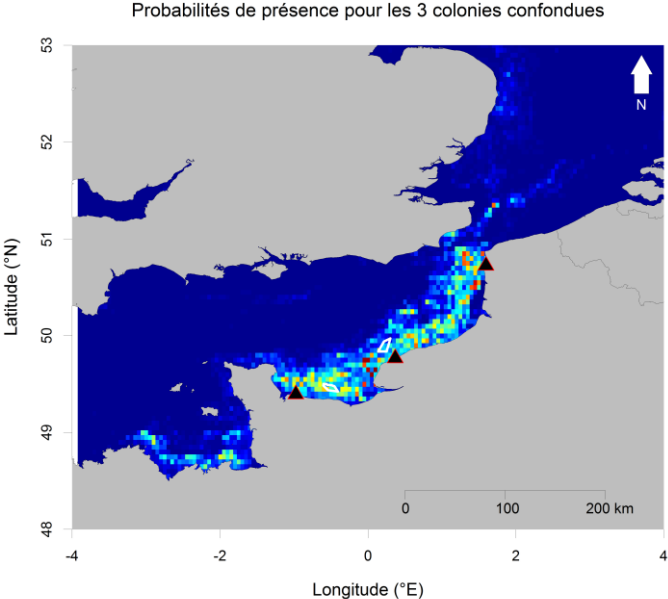 Probabilités de présence pour les 3 colonies confondues
53
52
51
50
49
48
Latitude (°N)
N
0 100 200 km
-4 -2 0 2 4
Longitude (°E)